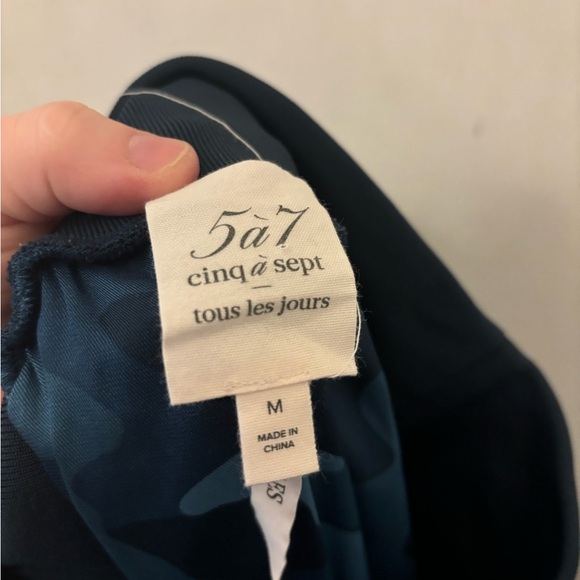 5à7
cinq à sept
tous les jours
M
MADE IN
CHINA